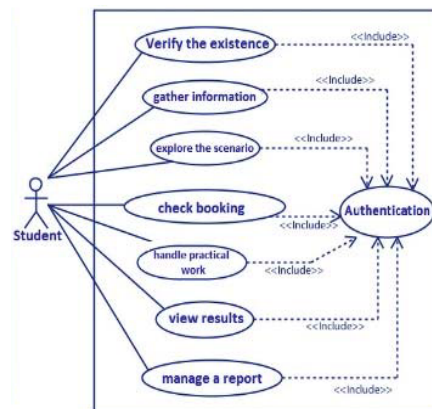 Verify the existence
<<Include>>
gather information
<<Include>>
explore the scenario
<<Include>>
check booking
<<Include>>
Authentication
Student
handle practical
work
<<Include>>
view results
<<Include>>
manage a report
<<Include>>